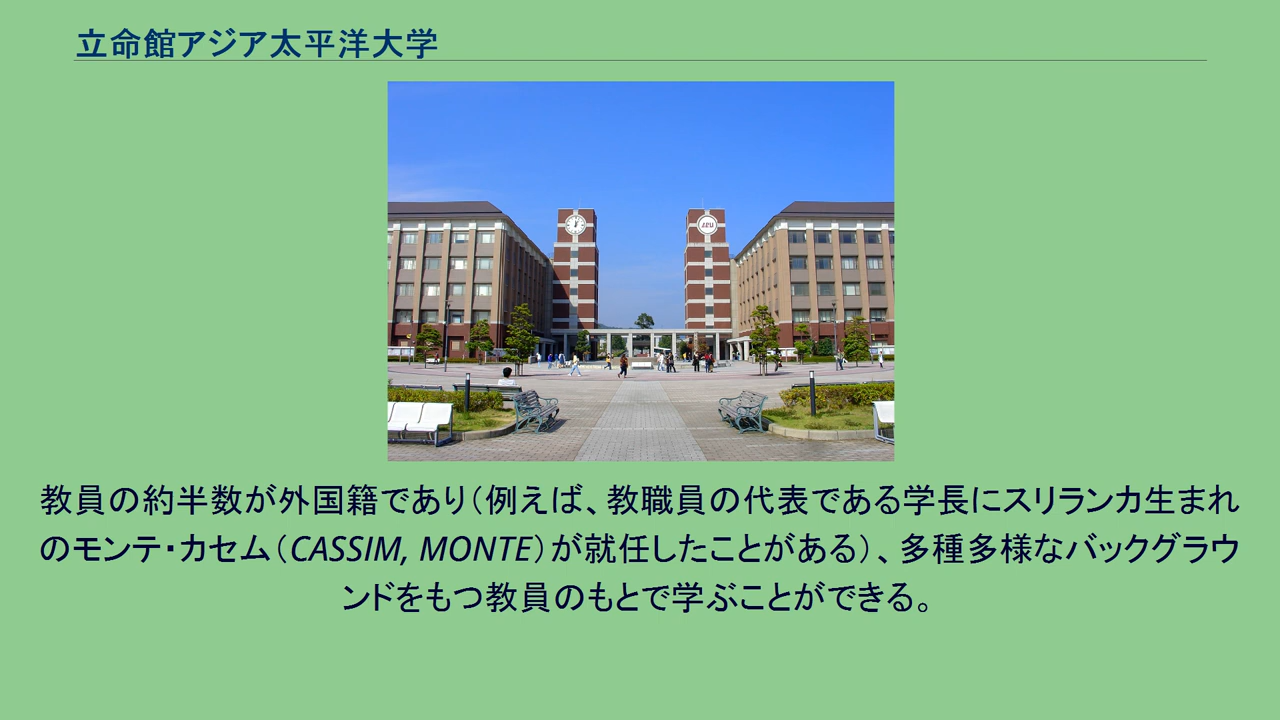 立命館アジア太平洋大学
APU
教員の約半数が外国籍であり（例えば、教職員の代表である学長にスリランカ生まれ
のモンテ・カセム（CASSIM, MONTE）が就任したことがある）、多種多様なバックグラウ
ンドをもつ教員のもとで学ぶことができる。